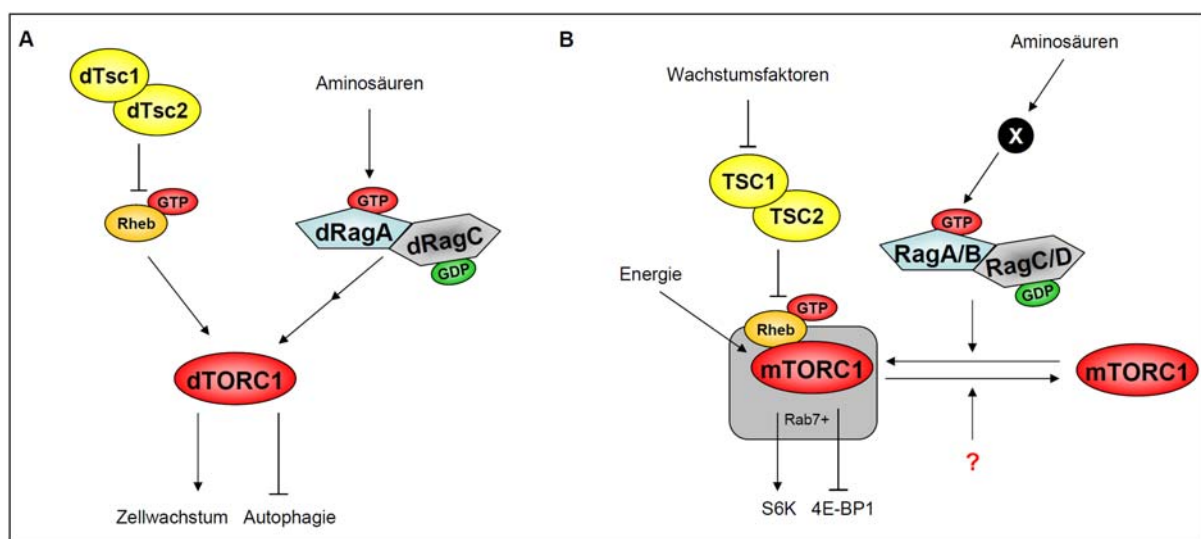 A
dTsc1
dTsc2
GTP
Rheb
Aminosäuren
GTP
dRagA
dRagC
GDP
dTORC1
Zellwachstum Autophagie
B
Wachstumsfaktoren
Aminosäuren
X
TSC1
TSC2
GTP
RagA/B
RagC/D
GDP
Energie
GTP
Rheb
mTORC1
mTORC1
Rab7+
?
S6K 4E-BP1